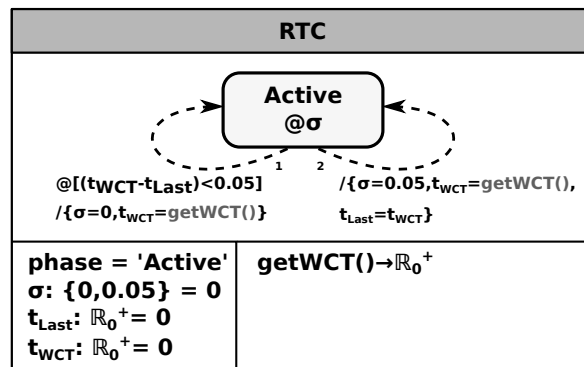 RTC
Active
@σ
1 2
@[(tWCT-tLast)<0.05]
/{σ=0,tWCT=getWCT()}
/{σ=0.05,tWCT=getWCT(),
tLast=tWCT}
phase = 'Active'
σ: {0,0.05} = 0
tLast: ℝ0+= 0
tWCT: ℝ0+= 0
getWCT()→ℝ0+